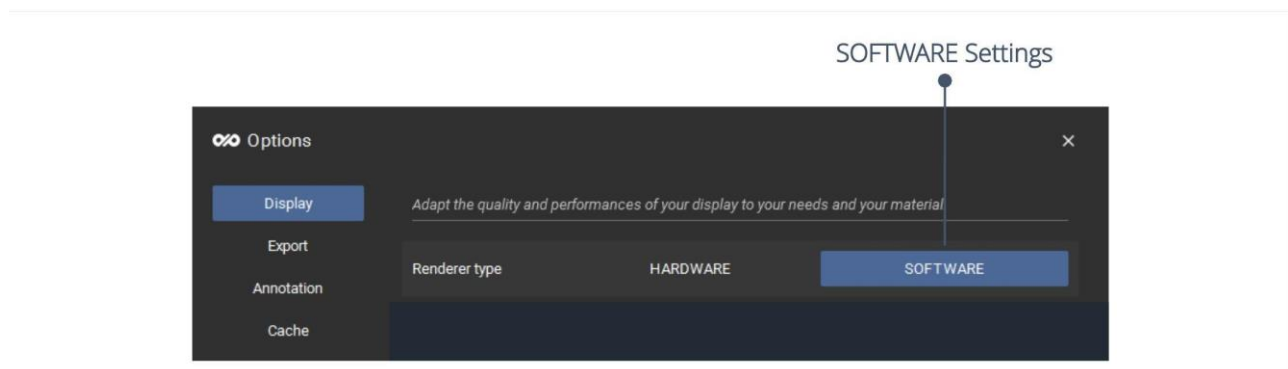 SOFTWARE Settings
Options
Display
Adapt the quality and performances of your display to your needs and your material
Export
Renderer type HARDWARE SOFTWARE
Annotation
Cache